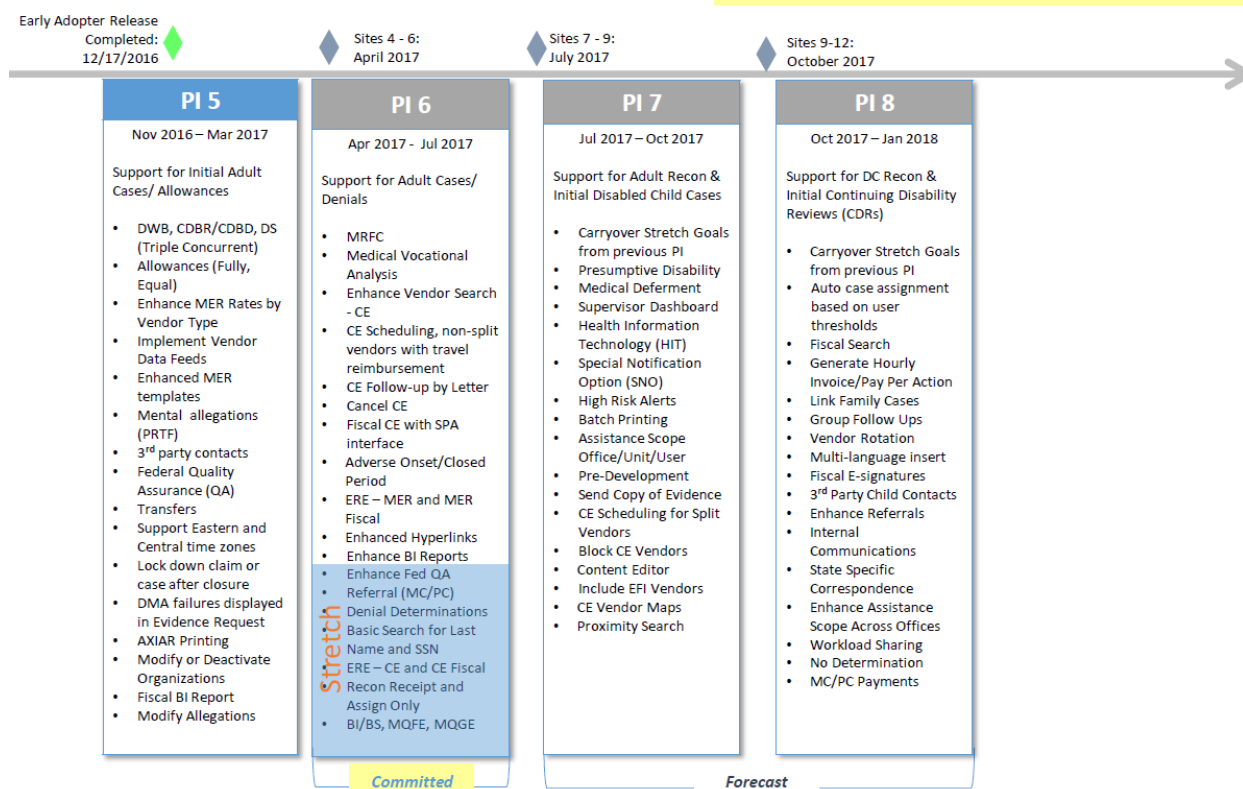 Early Adopter Release
Completed:
12/17/2016
Sites 4 - 6:
April 2017
Sites 7 - 9:
July 2017
Sites 9-12:
October 2017
PI 5
Nov 2016 – Mar 2017
Support for Initial Adult
Cases/ Allowances
• DWB, CDBR/CDBD, DS
(Triple Concurrent)
• Allowances (Fully,
Equal)
• Enhance MER Rates by
Vendor Type
• Implement Vendor
Data Feeds
• Enhanced MER
templates
• Mental allegations
(PRTF)
• 3rd party contacts
• Federal Quality
Assurance (QA)
• Transfers
• Support Eastern and
Central time zones
• Lock down claim or
case after closure
• DMA failures displayed
in Evidence Request
• AXIAR Printing
• Modify or Deactivate
Organizations
• Fiscal BI Report
• Modify Allegations
PI 6
Apr 2017 - Jul 2017
Support for Adult Cases/
Denials
• MRFC
• Medical Vocational
Analysis
• Enhance Vendor Search
- CE
• CE Scheduling, non-split
vendors with travel
reimbursement
• CE Follow-up by Letter
• Cancel CE
• Fiscal CE with SPA
interface
• Adverse Onset/Closed
Period
• ERE – MER and MER
Fiscal
• Enhanced Hyperlinks
• Enhance BI Reports
• Enhance Fed QA
• Referral (MC/PC)
• Denial Determinations
• Basic Search for Last
Name and SSN
• ERE – CE and CE Fiscal
• Recon Receipt and
Assign Only
• BI/BS, MQFE, MQGE
Stretch
Committed
PI 7
Jul 2017 – Oct 2017
Support for Adult Recon &
Initial Disabled Child Cases
• Carryover Stretch Goals
from previous PI
• Presumptive Disability
• Medical Deferment
• Supervisor Dashboard
• Health Information
Technology (HIT)
• Special Notification
Option (SNO)
• High Risk Alerts
• Batch Printing
• Assistance Scope
Office/Unit/User
• Pre-Development
• Send Copy of Evidence
• CE Scheduling for Split
Vendors
• Block CE Vendors
• Content Editor
• Include EFI Vendors
• CE Vendor Maps
• Proximity Search
PI 8
Oct 2017 – Jan 2018
Support for DC Recon &
Initial Continuing Disability
Reviews (CDRs)
• Carryover Stretch Goals
from previous PI
• Auto case assignment
based on user
thresholds
• Fiscal Search
• Generate Hourly
Invoice/Pay Per Action
• Link Family Cases
• Group Follow Ups
• Vendor Rotation
• Multi-language insert
• Fiscal E-signatures
• 3rd Party Child Contacts
• Enhance Referrals
• Internal
Communications
• State Specific
Correspondence
• Enhance Assistance
Scope Across Offices
• Workload Sharing
• No Determination
• MC/PC Payments
Forecast